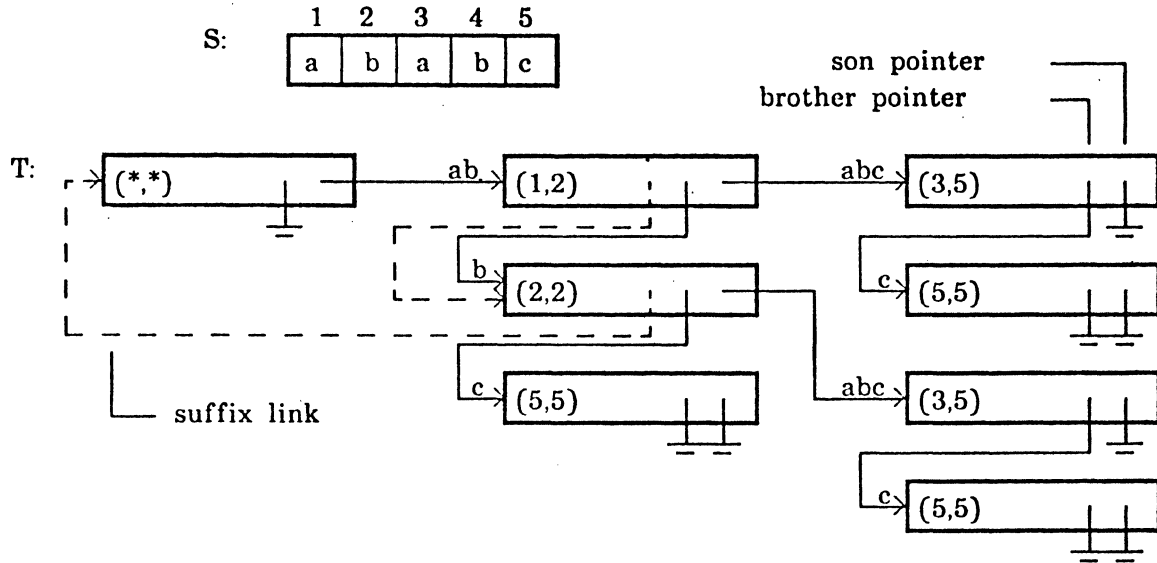 1 2 3 4 5
S: a b a b c
son pointer
brother pointer
T: (*,*) ab (1,2) abc (3,5)
b (2,2) c (5,5)
c (5,5) abc (3,5)
suffix link
c (5,5)